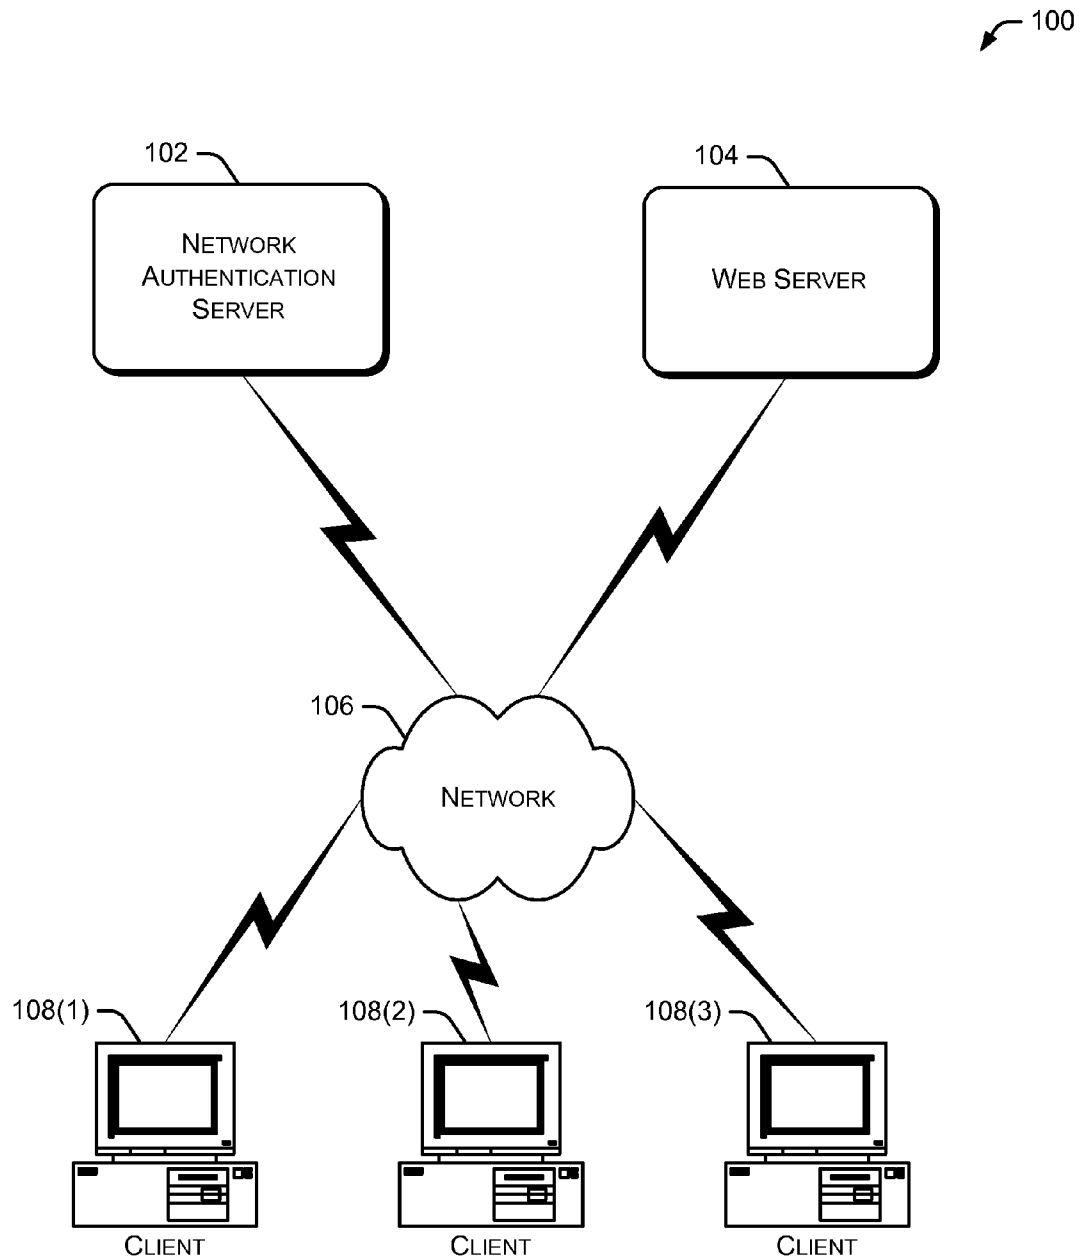 100
102
104
NETWORK
AUTHENTICATION
SERVER
WEB SERVER
106
NETWORK
108(1)
108(2)
108(3)
CLIENT
CLIENT
CLIENT